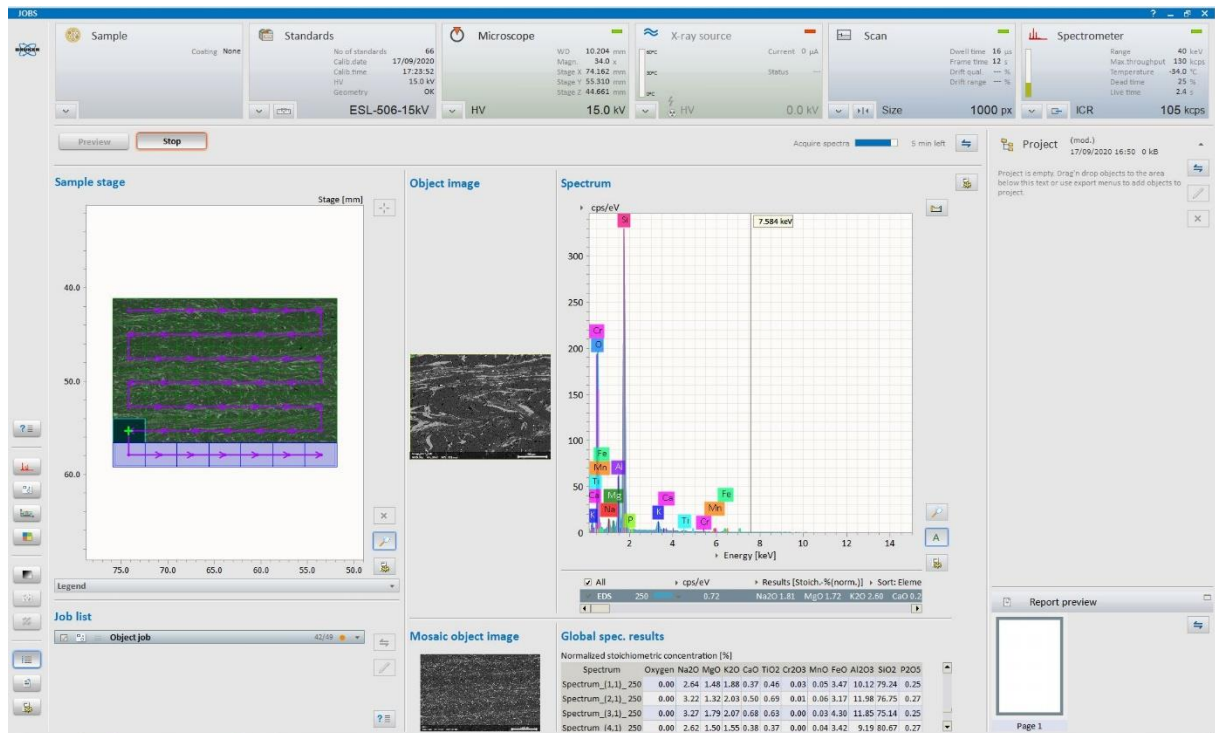 JOBS
BRUKER
Sample
Coating None
Standards
No of standards 66
Calib.date 17/09/2020
Calib.time 17:23:52
HV 15.0 kV
Geometry OK
ESL-506-15kV
Microscope
WD 10.204 mm
Magn. 34.0 x
Stage X 74.162 mm
Stage Y 55.310 mm
Stage Z 44.661 mm
HV 15.0 kV
X-ray source
Current 0 µA
Status ---
HV 0.0 kV
Scan
Dwell time 16 µs
Frame time 12 s
Drift qual. --- %
Drift range --- %
Size 1000 px
Spectrometer
Range 40 keV
Max.throughput 130 kcps
Temperature -34.0 °C
Dead time 25 %
Live time 2.4 s
ICR 105 kcps
Preview
Stop
Acquire spectra 5 min left
Project (mod.)
17/09/2020 16:50 0 kB
Project is empty. Drag'n drop objects to the area
below this text or use export menus to add objects to
project.
Sample stage
Stage [mm]
40.0
50.0
60.0
75.0 70.0 65.0 60.0 55.0 50.0
Legend
Job list
Object job 42/48
Object image
Mosaic object image
Spectrum
cps/eV
7.584 keV
300
250
200
150
100
50
0
Si
Cr
O
Fe
Mn Al
Ti
Ca Mg
K Na P
K Ca
Ti Cr
Mn Fe
2 4 6 8 10 12 14
Energy [keV]
A
All cps/eV Results [Stoich.-%(norm.)] Sort: Eleme
EDS 250 0.72 Na2O 1.81 MgO 1.72 K2O 2.60 CaO 0.2
Global spec. results
Normalized stoichiometric concentration [%]
Spectrum Oxygen Na2O MgO K2O CaO TiO2 Cr2O3 MnO FeO Al2O3 SiO2 P2O5
Spectrum_(1,1)_ 250 0.00 2.64 1.48 1.88 0.37 0.46 0.03 0.05 3.47 10.12 79.24 0.25
Spectrum_(2,1)_ 250 0.00 3.22 1.32 2.03 0.50 0.69 0.01 0.06 3.17 11.98 76.75 0.27
Spectrum_(3,1)_ 250 0.00 3.27 1.79 2.07 0.68 0.63 0.00 0.03 4.30 11.85 75.14 0.25
Spectrum_(4,1)_ 250 0.00 2.62 1.50 1.55 0.38 0.37 0.00 0.04 3.42 9.19 80.67 0.27
Report preview
Page 1